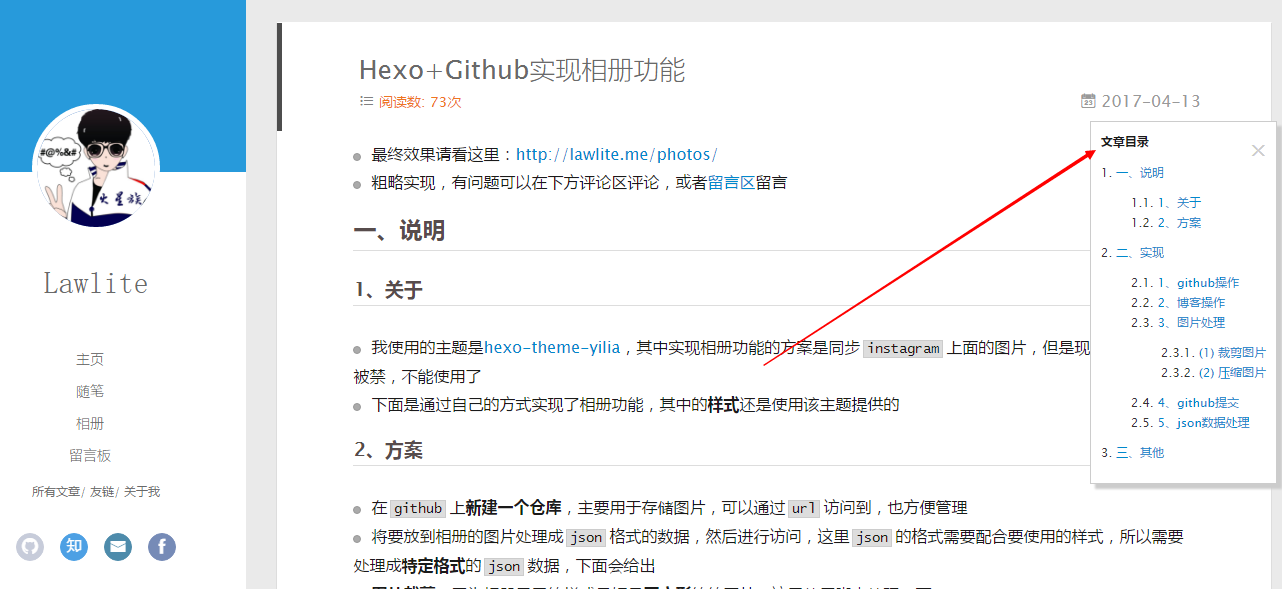 #@%&#
火星族
Lawlite
主页
随笔
相册
留言板
所有文章/ 友链/ 关于我
知
f
Hexo+Github实现相册功能
阅读数: 73次
23 2017-04-13
最终效果请看这里：http://lawlite.me/photos/
粗略实现，有问题可以在下方评论区评论，或者留言区留言
一、说明
1、关于
我使用的主题是hexo-theme-yilia，其中实现相册功能的方案是同步 instagram 上面的图片，但是现
被禁，不能使用了
下面是通过自己的方式实现了相册功能，其中的样式还是使用该主题提供的
2、方案
在 github 上新建一个仓库，主要用于存储图片，可以通过 url 访问到，也方便管理
将要放到相册的图片处理成 json 格式的数据，然后进行访问，这里 json 的格式需要配合要使用的样式，所以需要
处理成特定格式的 json 数据，下面会给出
文章目录
1. 一、说明
1.1. 1、关于
1.2. 2、方案
2. 二、实现
2.1. 1、github操作
2.2. 2、博客操作
2.3. 3、图片处理
2.3.1. (1) 裁剪图片
2.3.2. (2) 压缩图片
2.4. 4、github提交
2.5. 5、json数据处理
3. 三、其他